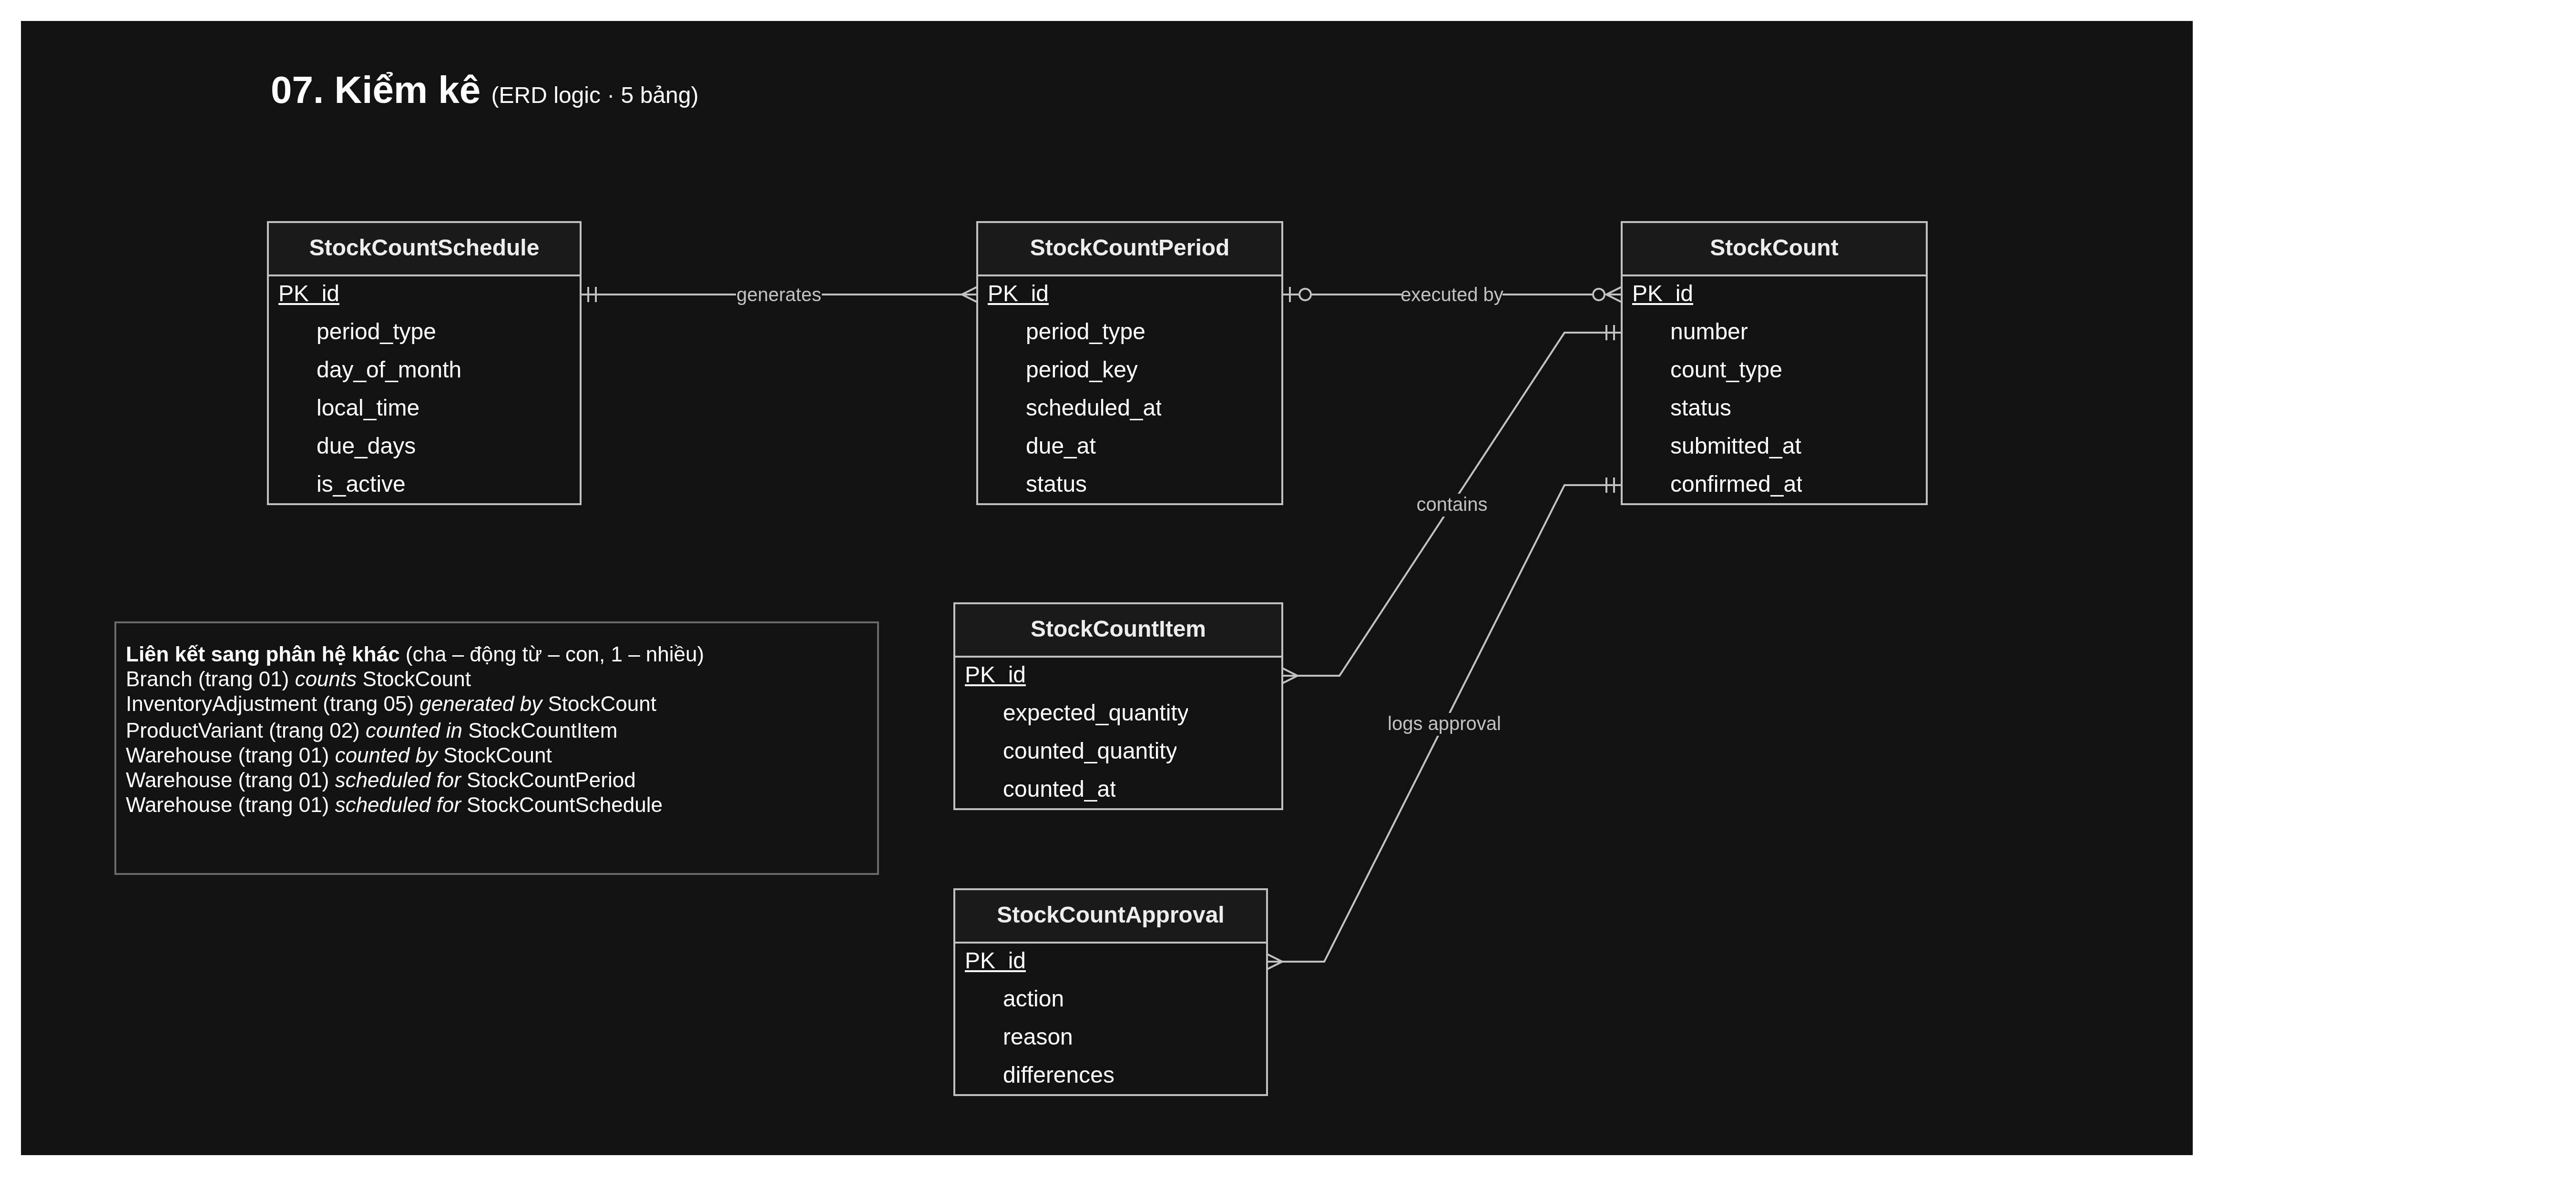 07. Kiểm kê (ERD logic · 5 bảng)
StockCountSchedule
PK id
period_type
day_of_month
local_time
due_days
is_active
generates
StockCountPeriod
PK id
period_type
period_key
scheduled_at
due_at
status
executed by
StockCount
PK id
number
count_type
status
submitted_at
confirmed_at
contains
logs approval
Liên kết sang phân hệ khác (cha – động từ – con, 1 – nhiều)
Branch (trang 01) counts StockCount
InventoryAdjustment (trang 05) generated by StockCount
ProductVariant (trang 02) counted in StockCountItem
Warehouse (trang 01) counted by StockCount
Warehouse (trang 01) scheduled for StockCountPeriod
Warehouse (trang 01) scheduled for StockCountSchedule
StockCountItem
PK id
expected_quantity
counted_quantity
counted_at
StockCountApproval
PK id
action
reason
differences